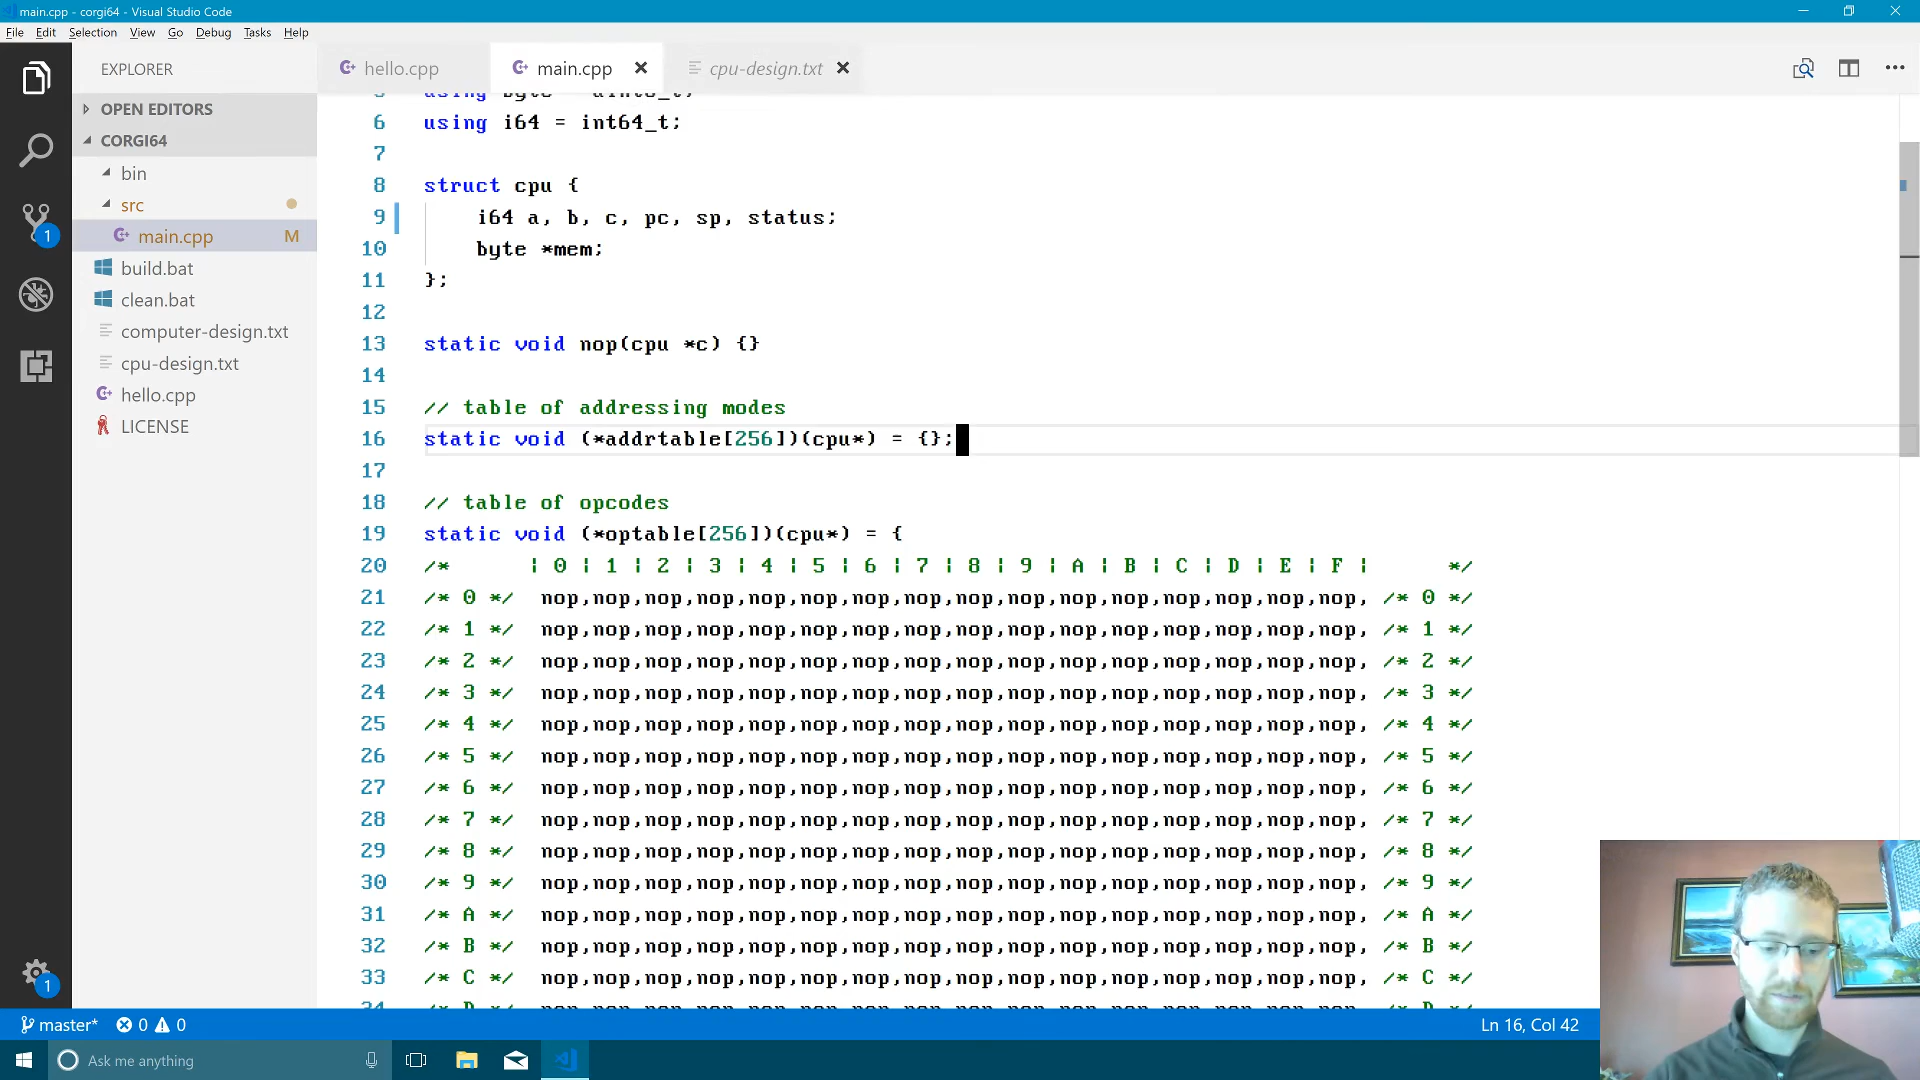 main.cpp - corgi64 - Visual Studio Code
File Edit Selection View Go Debug Tasks Help
EXPLORER
hello.cpp main.cpp cpu-design.txt
OPEN EDITORS
CORGI64
bin
src
main.cpp M
build.bat
clean.bat
computer-design.txt
cpu-design.txt
hello.cpp
LICENSE
1
1
6 using i64 = int64_t;
7
8 struct cpu {
9 i64 a, b, c, pc, sp, status;
10 byte *mem;
11 };
12
13 static void nop(cpu *c) {}
14
15 // table of addressing modes
16 static void (*addrtable[256])(cpu*) = {};
17
18 // table of opcodes
19 static void (*optable[256])(cpu*) = {
20 /* | 0 | 1 | 2 | 3 | 4 | 5 | 6 | 7 | 8 | 9 | A | B | C | D | E | F | */
21 /* 0 */ nop,nop,nop,nop,nop,nop,nop,nop,nop,nop,nop,nop,nop,nop,nop,nop, /* 0 */
22 /* 1 */ nop,nop,nop,nop,nop,nop,nop,nop,nop,nop,nop,nop,nop,nop,nop,nop, /* 1 */
23 /* 2 */ nop,nop,nop,nop,nop,nop,nop,nop,nop,nop,nop,nop,nop,nop,nop,nop, /* 2 */
24 /* 3 */ nop,nop,nop,nop,nop,nop,nop,nop,nop,nop,nop,nop,nop,nop,nop,nop, /* 3 */
25 /* 4 */ nop,nop,nop,nop,nop,nop,nop,nop,nop,nop,nop,nop,nop,nop,nop,nop, /* 4 */
26 /* 5 */ nop,nop,nop,nop,nop,nop,nop,nop,nop,nop,nop,nop,nop,nop,nop,nop, /* 5 */
27 /* 6 */ nop,nop,nop,nop,nop,nop,nop,nop,nop,nop,nop,nop,nop,nop,nop,nop, /* 6 */
28 /* 7 */ nop,nop,nop,nop,nop,nop,nop,nop,nop,nop,nop,nop,nop,nop,nop,nop, /* 7 */
29 /* 8 */ nop,nop,nop,nop,nop,nop,nop,nop,nop,nop,nop,nop,nop,nop,nop,nop, /* 8 */
30 /* 9 */ nop,nop,nop,nop,nop,nop,nop,nop,nop,nop,nop,nop,nop,nop,nop,nop, /* 9 */
31 /* A */ nop,nop,nop,nop,nop,nop,nop,nop,nop,nop,nop,nop,nop,nop,nop,nop, /* A */
32 /* B */ nop,nop,nop,nop,nop,nop,nop,nop,nop,nop,nop,nop,nop,nop,nop,nop, /* B */
33 /* C */ nop,nop,nop,nop,nop,nop,nop,nop,nop,nop,nop,nop,nop,nop,nop,nop, /* C */
master* 0 0 Ln 16, Col 42
Ask me anything